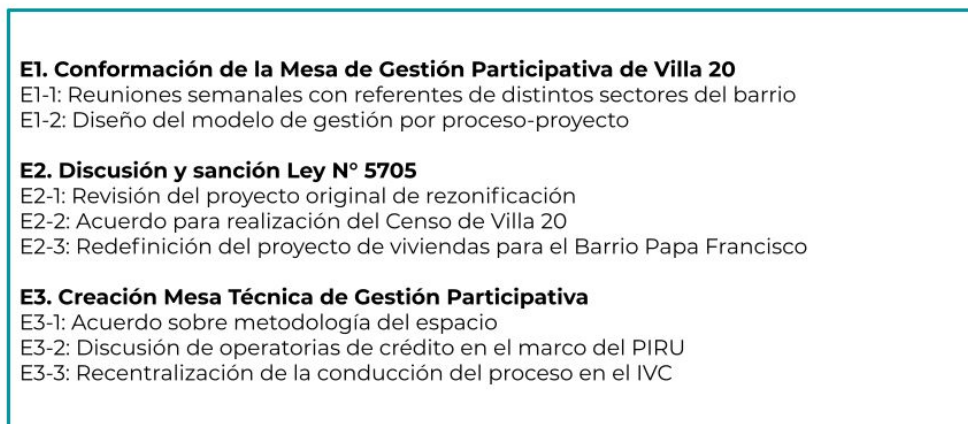 E1. Conformación de la Mesa de Gestión Participativa de Villa 20
E1-1: Reuniones semanales con referentes de distintos sectores del barrio
E1-2: Diseño del modelo de gestión por proceso-proyecto
E2. Discusión y sanción Ley N° 5705
E2-1: Revisión del proyecto original de rezonificación
E2-2: Acuerdo para realización del Censo de Villa 20
E2-3: Redefinición del proyecto de viviendas para el Barrio Papa Francisco
E3. Creación Mesa Técnica de Gestión Participativa
E3-1: Acuerdo sobre metodología del espacio
E3-2: Discusión de operatorias de crédito en el marco del PIRU
E3-3: Recentralización de la conducción del proceso en el IVC